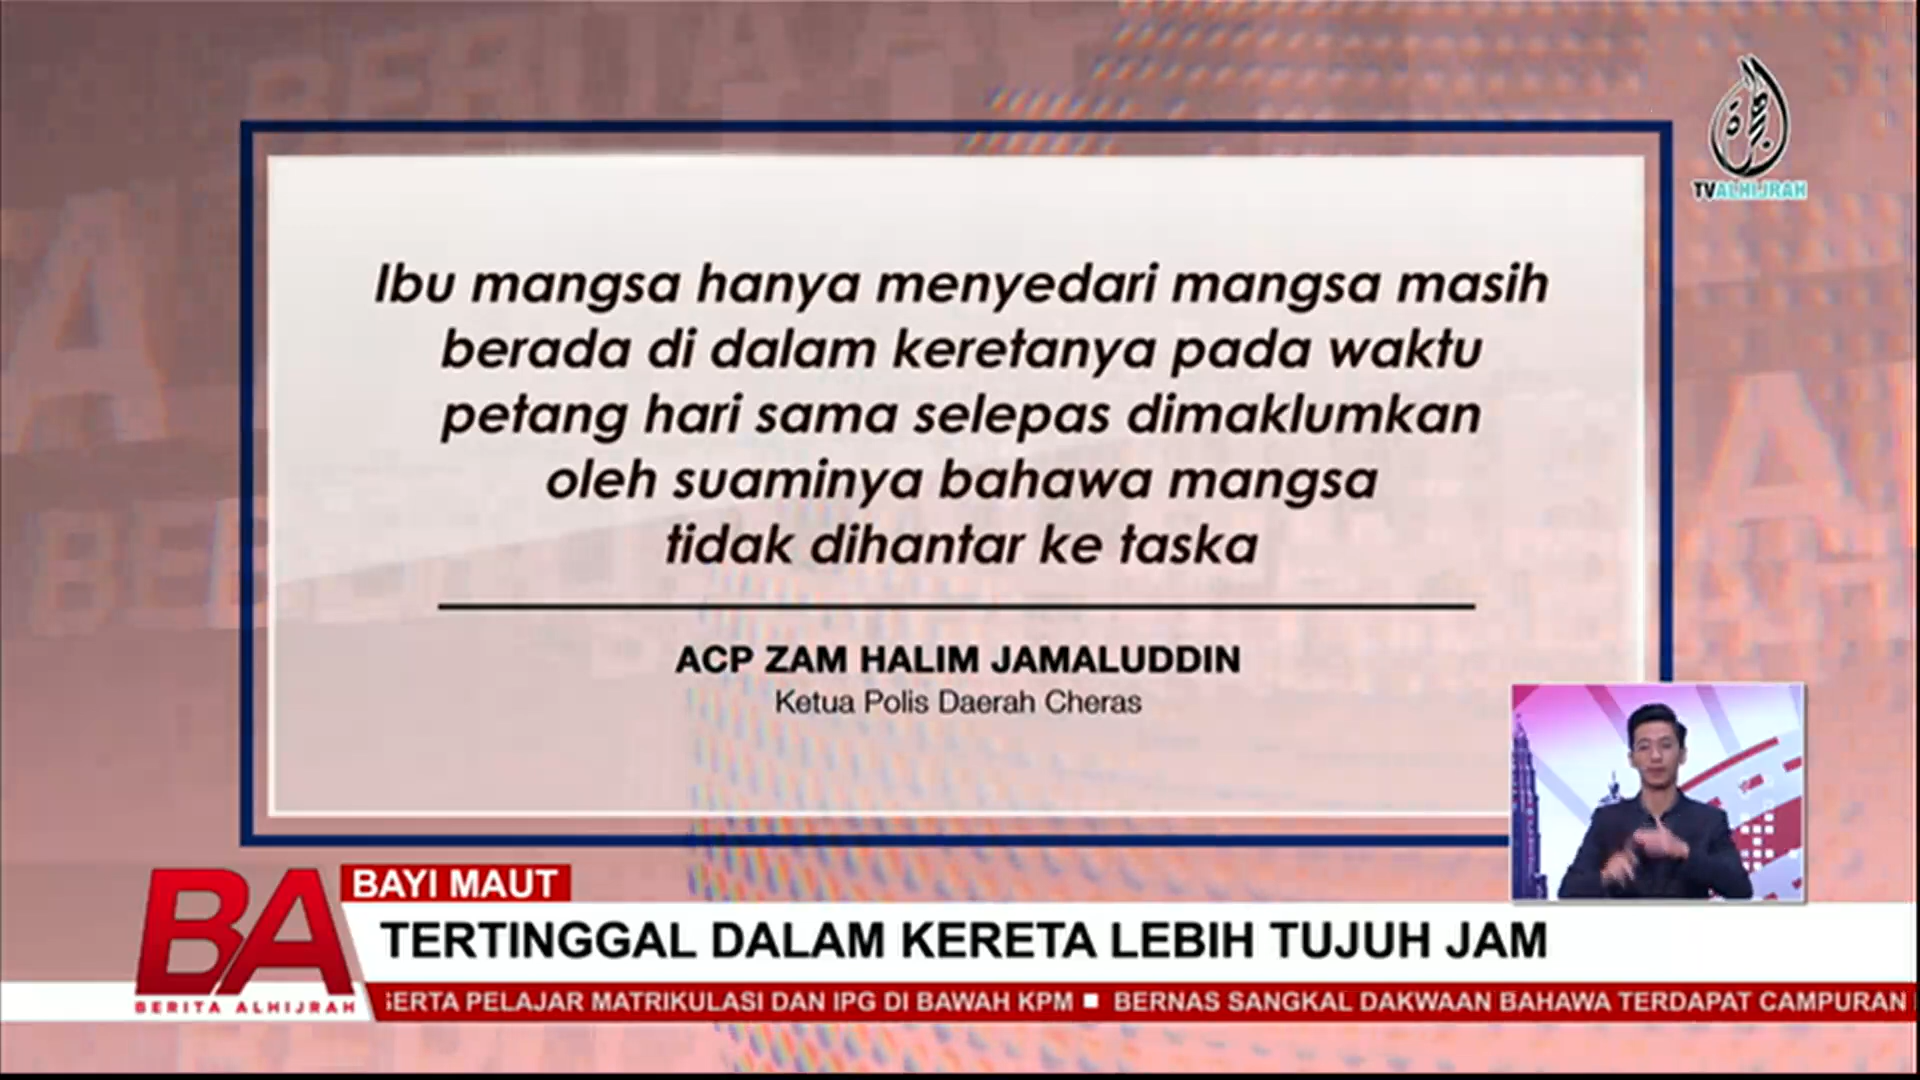 هجرة
TVALHIJRAH
Ibu mangsa hanya menyedari mangsa masih
berada di dalam keretanya pada waktu
petang hari sama selepas dimaklumkan
oleh suaminya bahawa mangsa
tidak dihantar ke taska
ACP ZAM HALIM JAMALUDDIN
Ketua Polis Daerah Cheras
BA
BERITA ALHIJRAH
BAYI MAUT
TERTINGGAL DALAM KERETA LEBIH TUJUH JAM
SERTA PELAJAR MATRIKULASI DAN IPG DI BAWAH KPM ■ BERNAS SANGKAL DAKWAAN BAHAWA TERDAPAT CAMPURAN